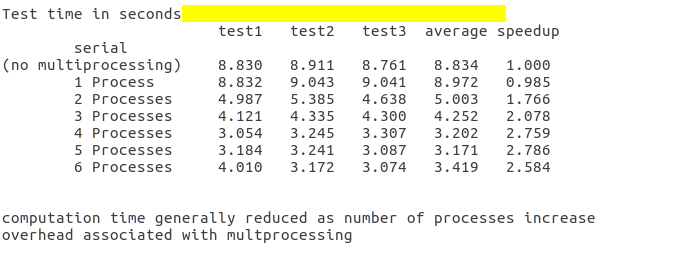 Test time in seconds
test1 test2 test3 average speedup
serial
(no multiprocessing) 8.830 8.911 8.761 8.834 1.000
1 Process 8.832 9.043 9.041 8.972 0.985
2 Processes 4.987 5.385 4.638 5.003 1.766
3 Processes 4.121 4.335 4.300 4.252 2.078
4 Processes 3.054 3.245 3.307 3.202 2.759
5 Processes 3.184 3.241 3.087 3.171 2.786
6 Processes 4.010 3.172 3.074 3.419 2.584
computation time generally reduced as number of processes increase
overhead associated with multprocessing